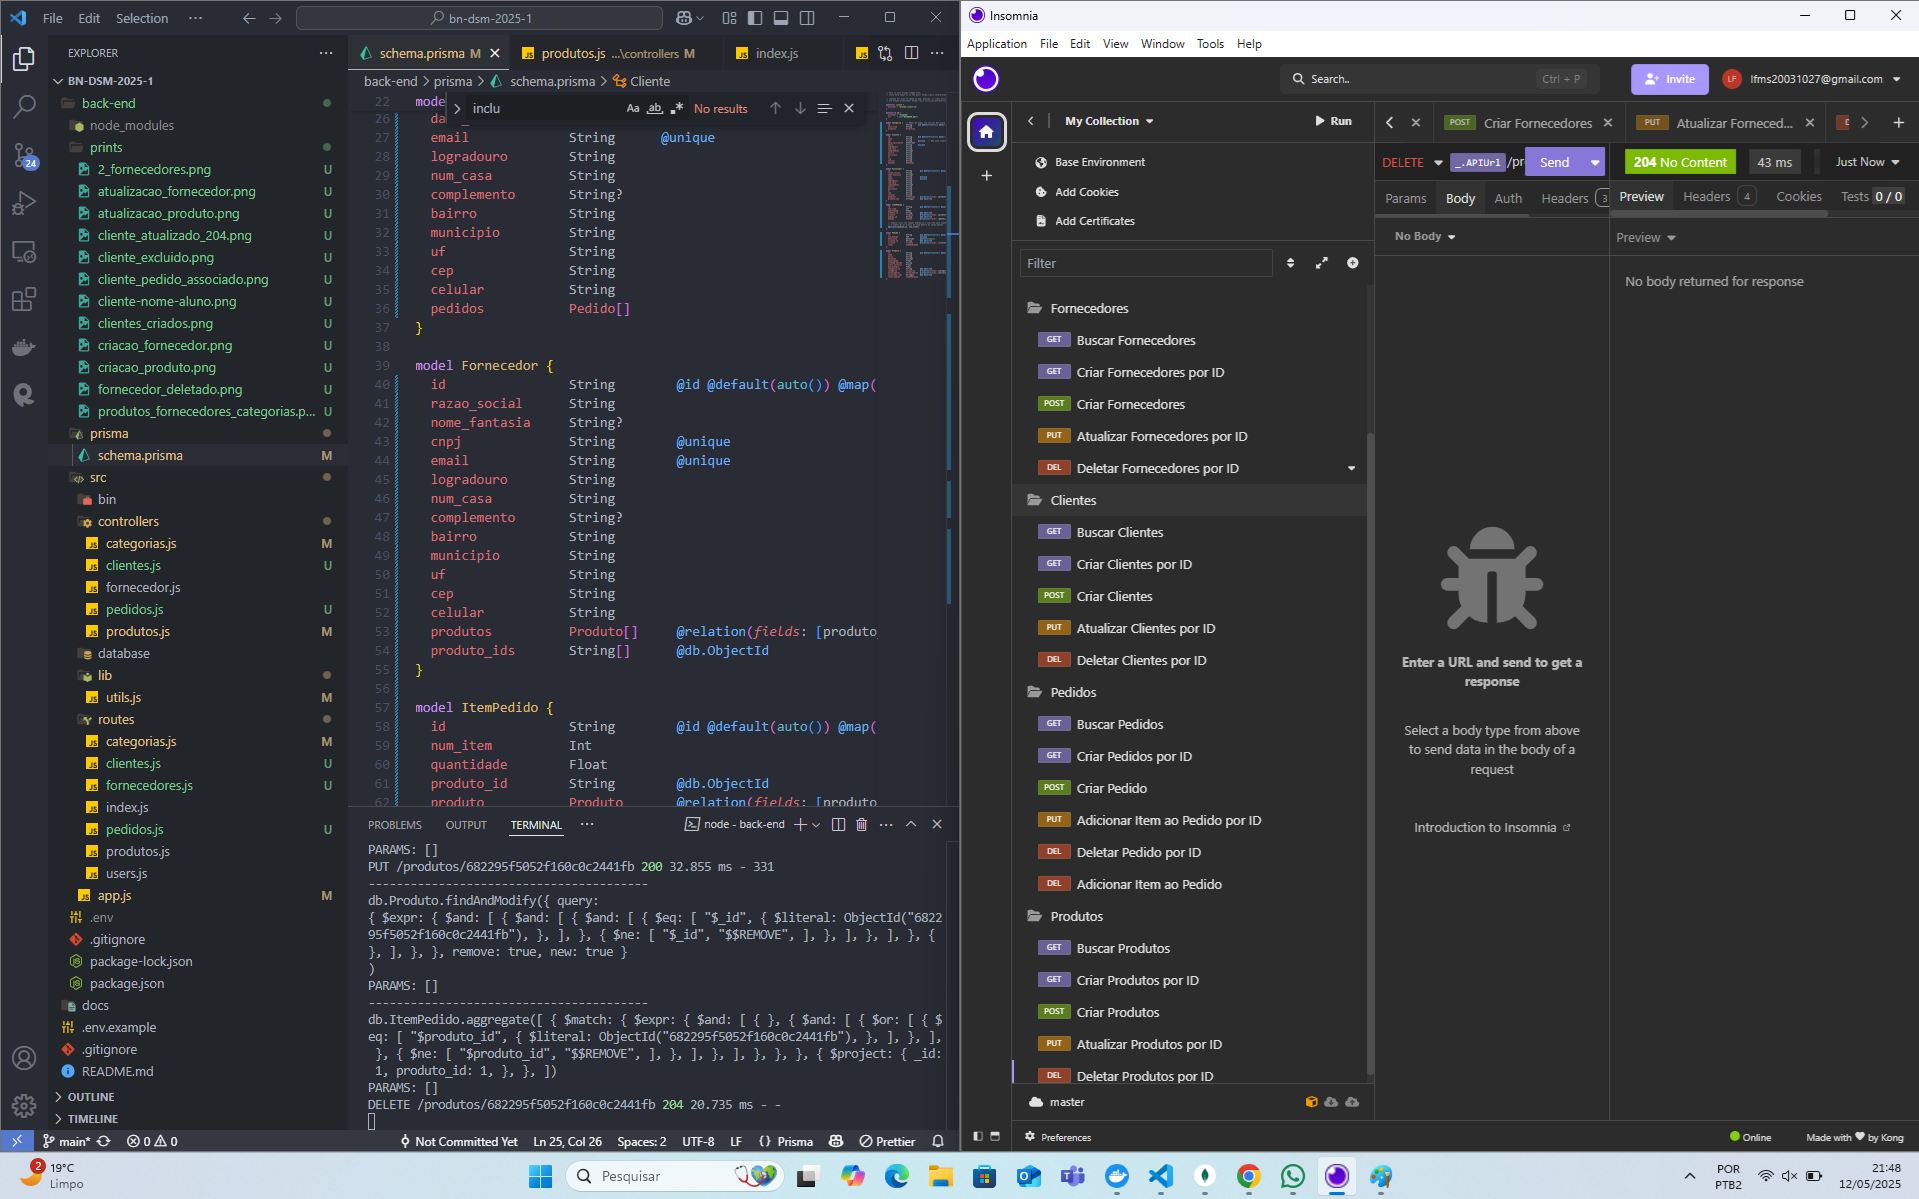 File Edit Selection ··· bn-dsm-2025-1
EXPLORER
BN-DSM-2025-1
back-end
node_modules
prints
2_fornecedores.png U
atualizacao_fornecedor.png U
atualizacao_produto.png U
cliente_atualizado_204.png U
cliente_excluido.png U
cliente_pedido_associado.png U
cliente-nome-aluno.png U
clientes_criados.png U
criacao_fornecedor.png U
criacao_produto.png U
fornecedor_deletado.png U
produtos_fornecedores_categorias.p... U
prisma
schema.prisma M
src
bin
controllers
categorias.js M
clientes.js U
fornecedor.js
pedidos.js U
produtos.js M
database
lib
utils.js M
routes
categorias.js M
clientes.js U
fornecedores.js U
index.js
pedidos.js U
produtos.js
users.js
app.js M
.env
.gitignore
package-lock.json
package.json
docs
.env.example
.gitignore
README.md
OUTLINE
TIMELINE
24
schema.prisma M produtos.js ...\controllers M index.js
back-end > prisma > schema.prisma > Cliente
inclu Aa ab No results
22 mode
26 da
27 email String @unique
28 logradouro String
29 num_casa String
30 complemento String?
31 bairro String
32 municipio String
33 uf String
34 cep String
35 celular String
36 pedidos Pedido[]
37 }
38
39 model Fornecedor {
40 id String @id @default(auto()) @map(
41 razao_social String
42 nome_fantasia String?
43 cnpj String @unique
44 email String @unique
45 logradouro String
46 num_casa String
47 complemento String?
48 bairro String
49 municipio String
50 uf String
51 cep String
52 celular String
53 produtos Produto[] @relation(fields: [produto_
54 produto_ids String[] @db.ObjectId
55 }
56
57 model ItemPedido {
58 id String @id @default(auto()) @map(
59 num_item Int
60 quantidade Float
61 produto_id String @db.ObjectId
62 produto Produto @relation(fields: [produto
PROBLEMS OUTPUT TERMINAL ··· node - back-end
PARAMS: []
PUT /produtos/682295f5052f160c0c2441fb 200 32.855 ms - 331
----------------------------------------
db.Produto.findAndModify({ query:
{ $expr: { $and: [ { $and: [ { $and: [ { $eq: [ "$_id", { $literal: ObjectId("6822
95f5052f160c0c2441fb"), }, ], }, { $ne: [ "$_id", "$$REMOVE", ], }, ], }, ], }, {
}, ], }, }, remove: true, new: true }
)
PARAMS: []
----------------------------------------
db.ItemPedido.aggregate([ { $match: { $expr: { $and: [ { }, { $and: [ { $or: [ { $
eq: [ "$produto_id", { $literal: ObjectId("682295f5052f160c0c2441fb"), }, ], }, ],
}, { $ne: [ "$produto_id", "$$REMOVE", ], }, ], }, ], }, }, }, { $project: { _id:
1, produto_id: 1, }, }, ])
PARAMS: []
DELETE /produtos/682295f5052f160c0c2441fb 204 20.735 ms - -
main* 0 0 Not Committed Yet Ln 25, Col 26 Spaces: 2 UTF-8 LF {} Prisma Prettier
Insomnia
Application File Edit View Window Tools Help
Search.. Ctrl + P Invite LF lfms20031027@gmail.com
My Collection Run
Base Environment
Add Cookies
Add Certificates
Filter
Fornecedores
GET Buscar Fornecedores
GET Criar Fornecedores por ID
POST Criar Fornecedores
PUT Atualizar Fornecedores por ID
DEL Deletar Fornecedores por ID
Clientes
GET Buscar Clientes
GET Criar Clientes por ID
POST Criar Clientes
PUT Atualizar Clientes por ID
DEL Deletar Clientes por ID
Pedidos
GET Buscar Pedidos
GET Criar Pedidos por ID
POST Criar Pedido
PUT Adicionar Item ao Pedido por ID
DEL Deletar Pedido por ID
DEL Adicionar Item ao Pedido
Produtos
GET Buscar Produtos
GET Criar Produtos por ID
POST Criar Produtos
PUT Atualizar Produtos por ID
DEL Deletar Produtos por ID
master
Preferences
POST Criar Fornecedores PUT Atualizar Forneced...
DELETE _.APIUrl /pr Send
Params Body Auth Headers 3
No Body
Enter a URL and send to get a
response
Select a body type from above
to send data in the body of a
request
Introduction to Insomnia
204 No Content 43 ms Just Now
Preview Headers 4 Cookies Tests 0 / 0
Preview
No body returned for response
Online Made with ♥ by Kong
2 19°C
Limpo
Pesquisar
POR
PTB2
21:48
12/05/2025